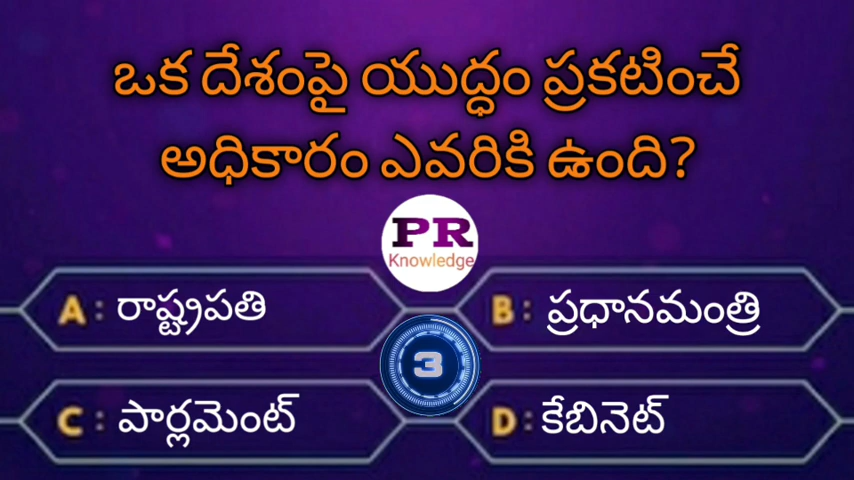 ఒక దేశంపై యుద్ధం ప్రకటించే
అధికారం ఎవరికి ఉంది?
PR
Knowledge
A : రాష్ట్రపతి
B : ప్రధానమంత్రి
3
C : పార్లమెంట్
D : కేబినెట్